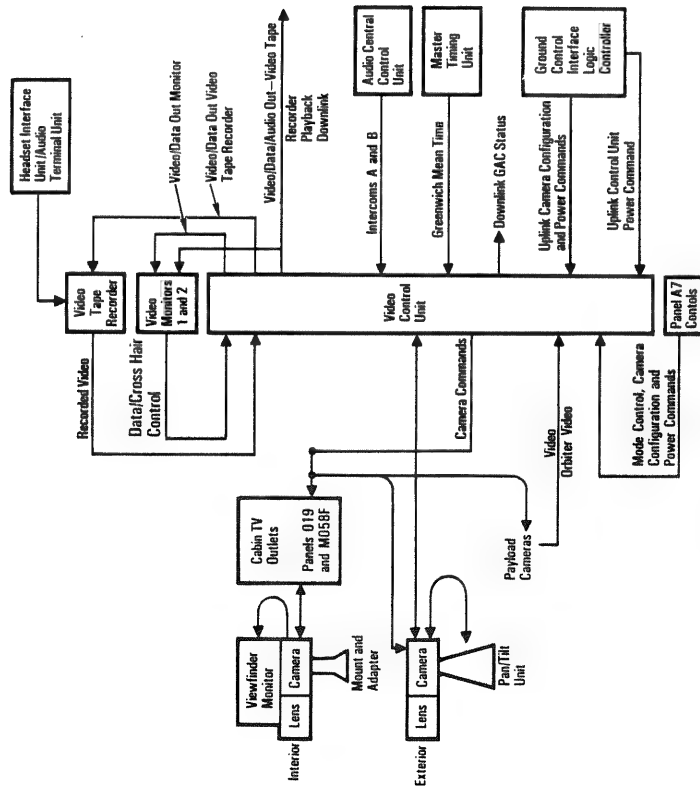 Headset Interface
Unit/Audio
Terminal Unit
Video
Tape
Recorder
Video
Monitors
1 and 2
Recorded Video
Data/Cross Hair
Control
Video/Data Out Monitor
Video/Data Out Video
Tape Recorder
Video/Data/Audio Out—Video Tape
Recorder
Playback
Downlink
Audio Central
Control
Unit
Intercoms A and B
Master
Timing
Unit
Greenwich Mean Time
Downlink GAC Status
Ground Control
Interface
Logic
Controller
Uplink Camera Configuration
and Power Commands
Uplink Control Unit
Power Command
Video
Control
Unit
Panel A7
Contols
Mode Control, Camera
Configuration and
Power Commands
Camera Commands
Video
Orbiter Video
Payload
Cameras
Cabin TV
Outlets
Panels O19
and MO58F
Viewfinder
Monitor
Lens
Camera
Mount and
Adapter
Interior
Lens
Camera
Pan/Tilt
Unit
Exterior